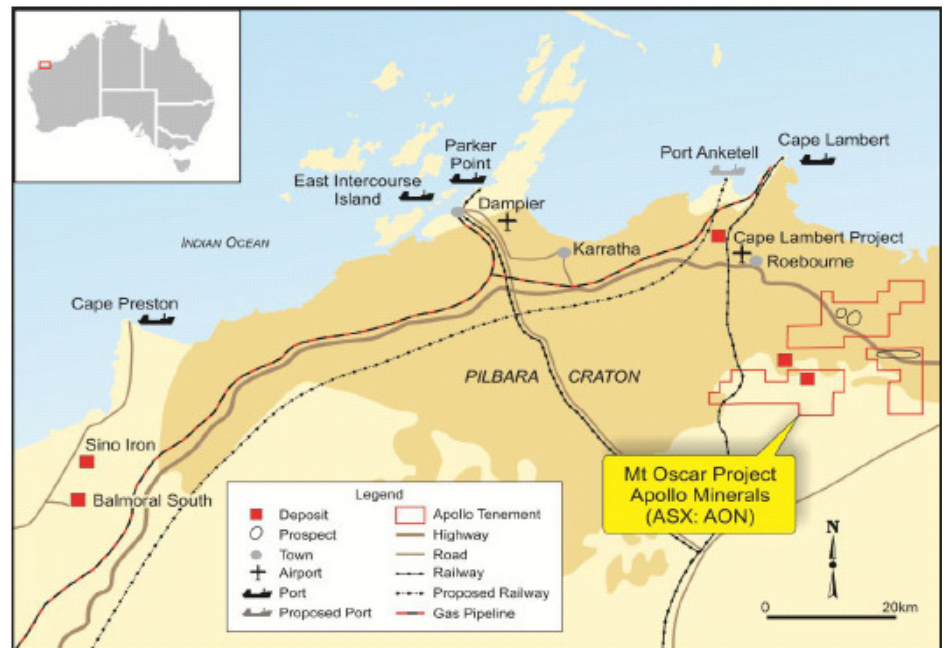 Cape Lambert
Parker
Point
Port Anketell
East Intercourse
Island
Dampier
INDIAN OCEAN
Karratha
Cape Lambert Project
Roebourne
Cape Preston
PILBARA CRATON
Sino Iron
Balmoral South
Mt Oscar Project
Apollo Minerals
(ASX: AON)
Legend
Deposit
Prospect
Town
Airport
Port
Proposed Port
Apollo Tenement
Highway
Road
Railway
Proposed Railway
Gas Pipeline
N
0 20km